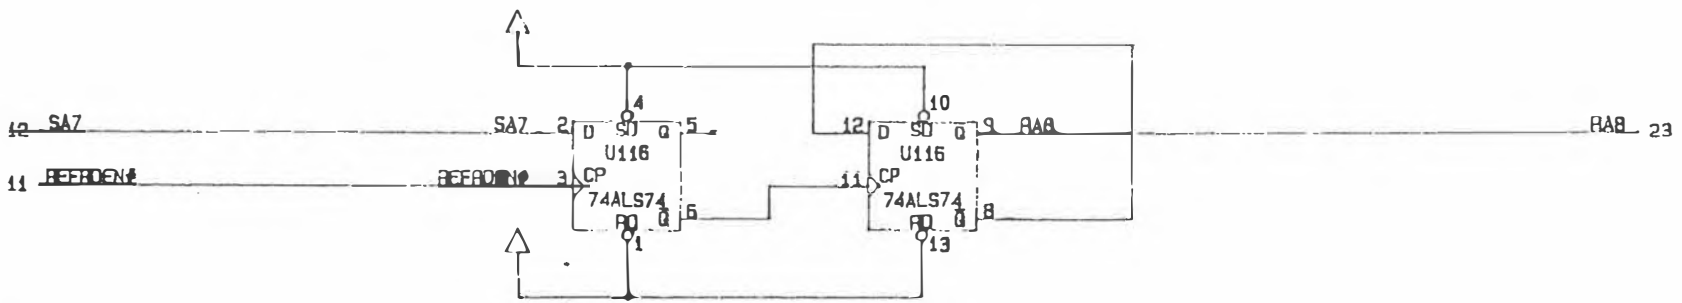 4 10
12 SA7 SA7 2 D SD Q 5 12 D SD Q 9 RA8 RA8 23
U116 U116
11 3 CP 11 CP
74ALS74 74ALS74
RD Q 6 RD Q 8
1 13